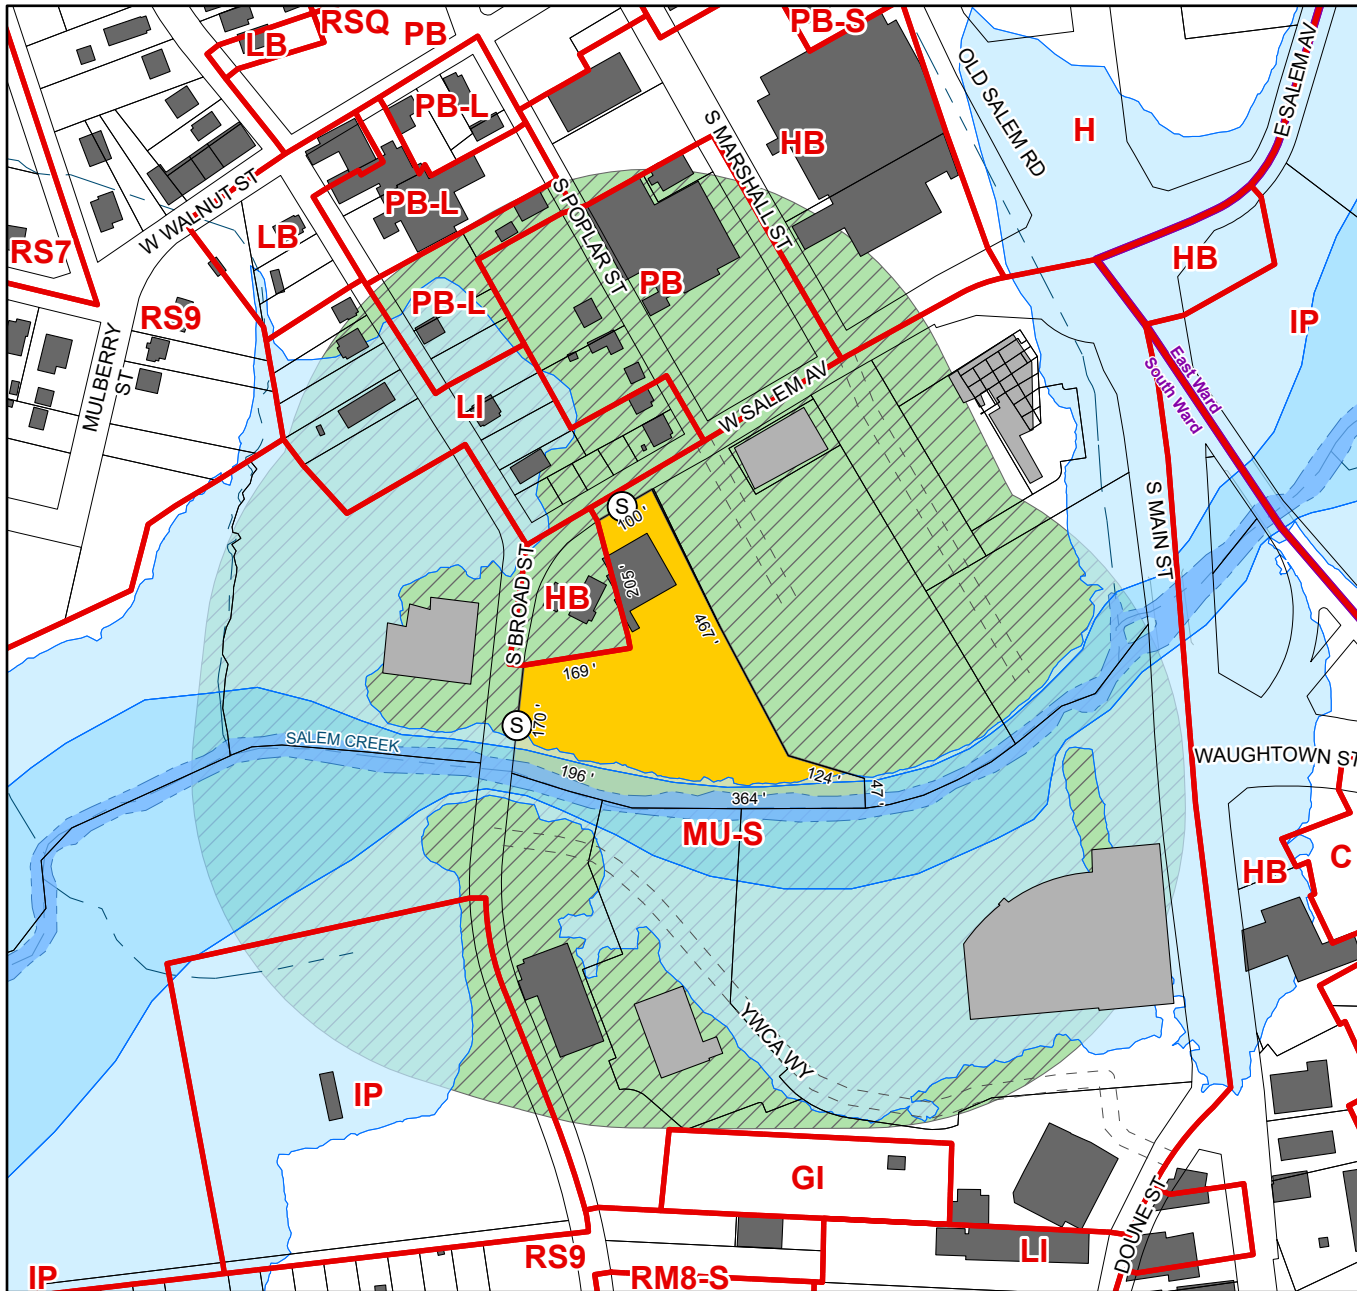 RSQ
PB
PB-S
LB
PB-L
OLD SALEM RD
E SALEM AV
S MARSHALL ST
HB
H
W WALNUT ST
PB-L
S POPLAR ST
LB
RS7
PB
HB
PB-L
RS9
IP
MULBERRY
ST
East Ward
South Ward
LI
W SALEM AV
S
100 '
S MAIN ST
S BROAD ST
HB
205'
467 '
169 '
S
170 '
SALEM CREEK
196 '
124 '
47 '
364 '
WAUGHTOWN ST
MU-S
C
HB
YWCA WY
IP
GI
DOUNE ST
LI
RS9
IP
RM8-S